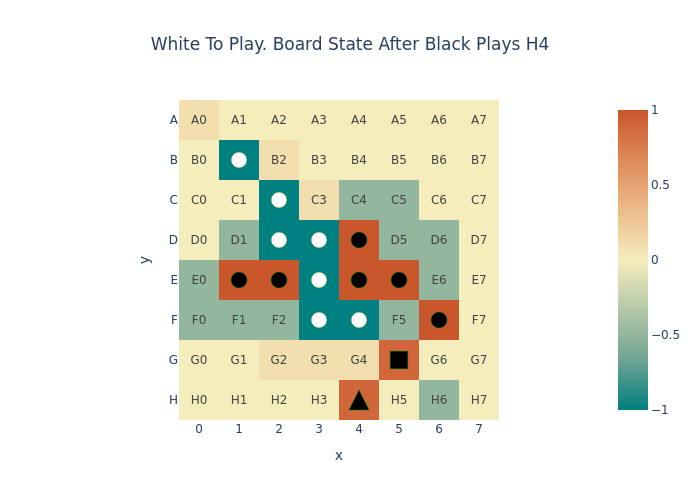 White To Play. Board State After Black Plays H4
A A0 A1 A2 A3 A4 A5 A6 A7
B B0 B2 B3 B4 B5 B6 B7
C C0 C1 C3 C4 C5 C6 C7
D D0 D1 D5 D6 D7
E E0 E6 E7
F F0 F1 F2 F5 F7
G G0 G1 G2 G3 G4 G6 G7
H H0 H1 H2 H3 H5 H6 H7
0 1 2 3 4 5 6 7
x
y
1
0.5
0
−0.5
−1